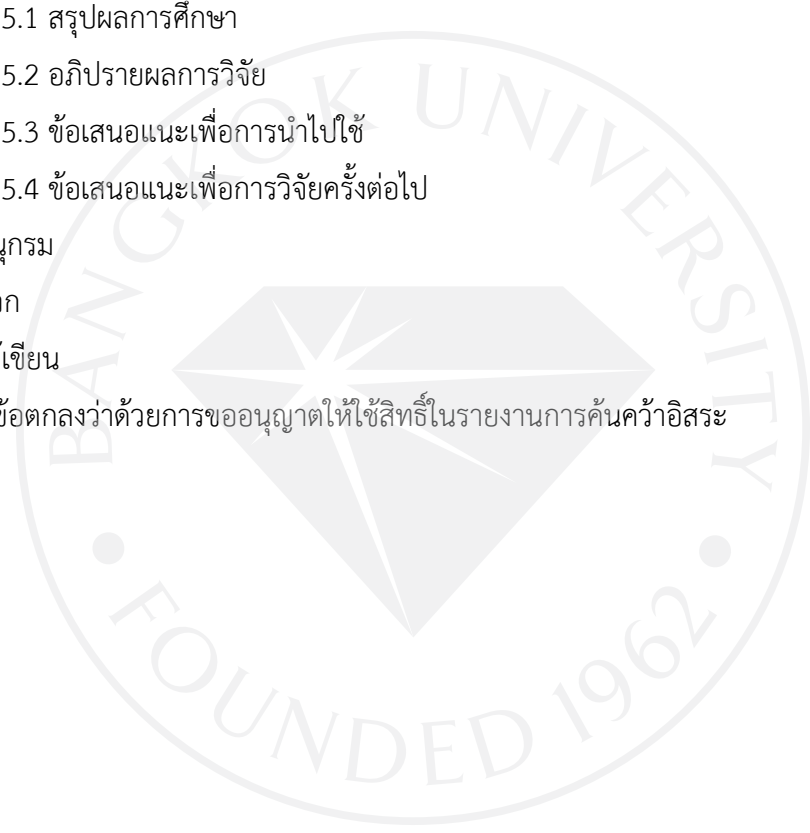 5.1 สรุปผลการศึกษา
5.2 อภิปรายผลการวิจัย
5.3 ข้อเสนอแนะเพื่อการนำไปใช้
5.4 ข้อเสนอแนะเพื่อการวิจัยครั้งต่อไป
นุกรม
วก
้เขียน
ข้อตกลงว่าด้วยการขออนุญาตให้ใช้สิทธิ์ในรายงานการค้นคว้าอิสระ
BANGKOK UNIVERSITY
• FOUNDED 1962 •